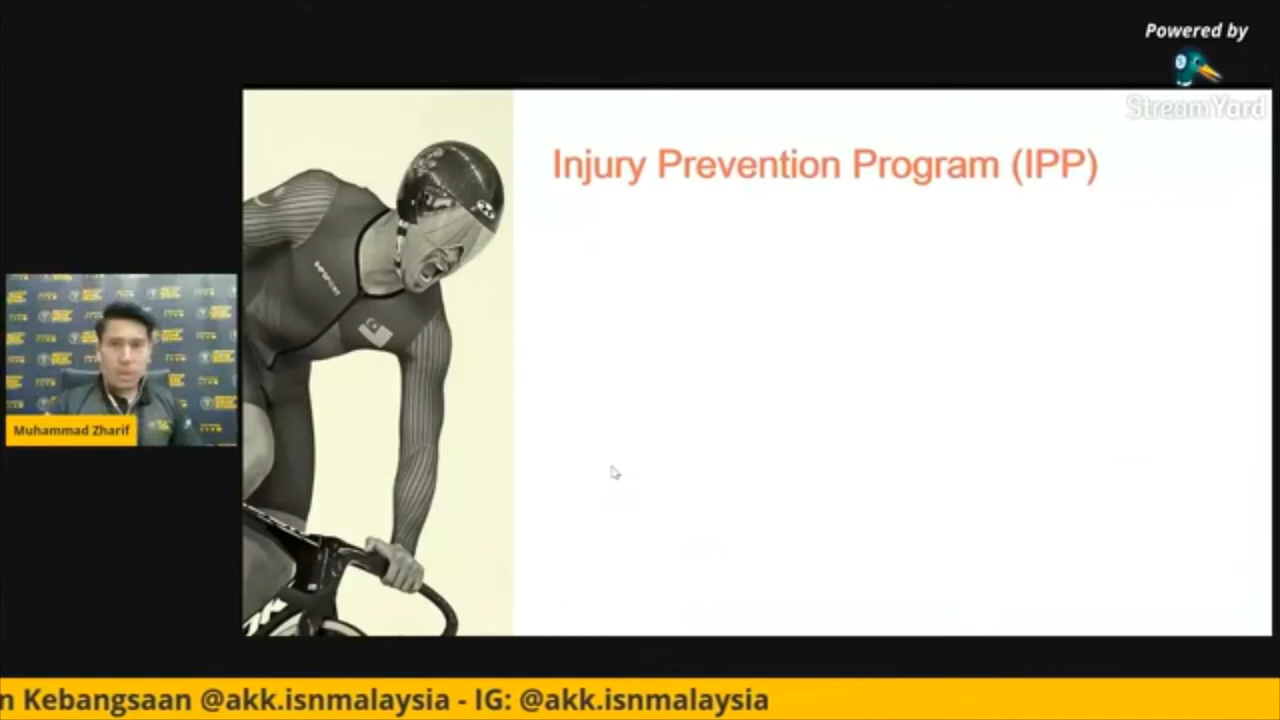 Powered by
StreamYard
Injury Prevention Program (IPP)
Muhammad Zharif
n Kebangsaan @akk.isnmalaysia - IG: @akk.isnmalaysia